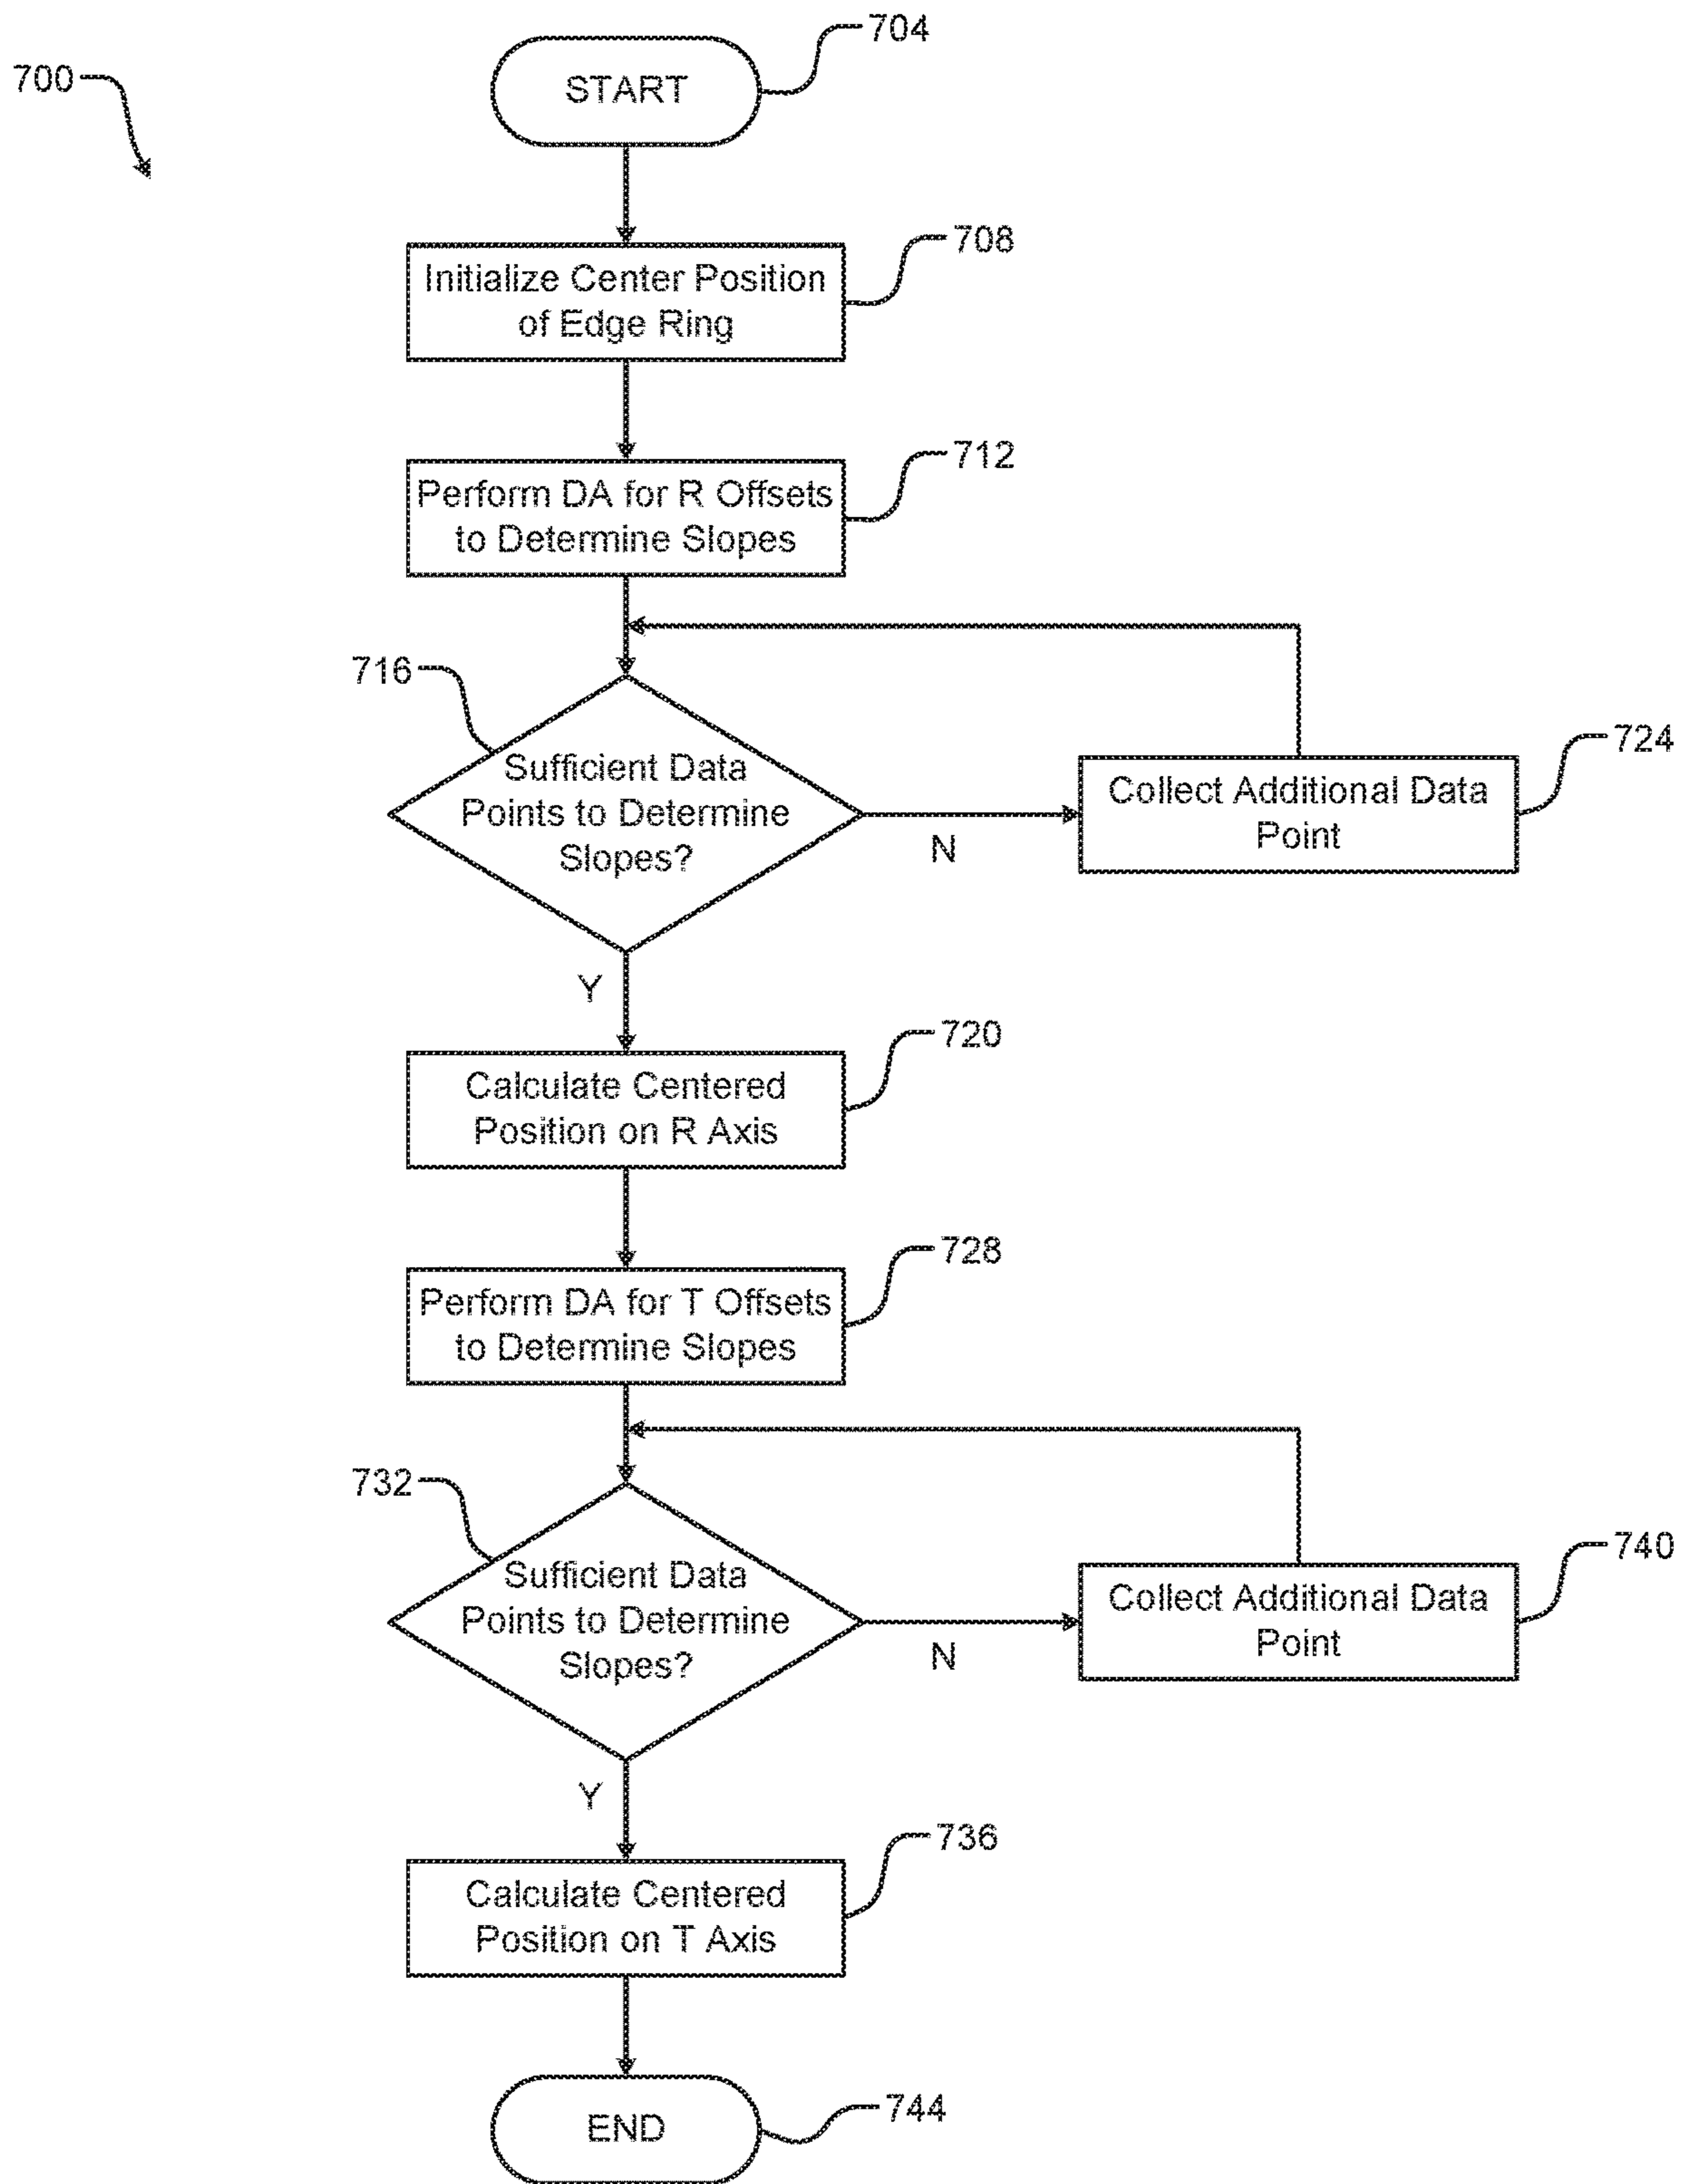 700
704
START
708
Initialize Center Position
of Edge Ring
712
Perform DA for R Offsets
to Determine Slopes
716
Sufficient Data
Points to Determine
Slopes?
N
724
Collect Additional Data
Point
Y
720
Calculate Centered
Position on R Axis
728
Perform DA for T Offsets
to Determine Slopes
732
Sufficient Data
Points to Determine
Slopes?
N
740
Collect Additional Data
Point
Y
736
Calculate Centered
Position on T Axis
744
END